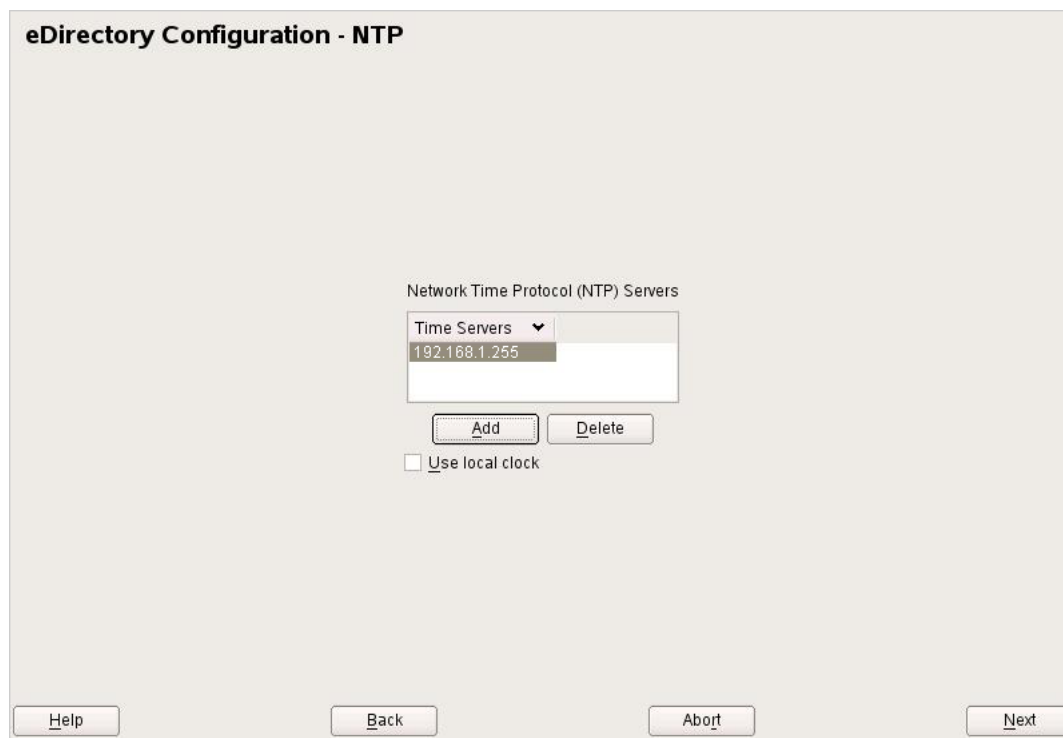 eDirectory Configuration - NTP
Network Time Protocol (NTP) Servers
Time Servers
192.168.1.255
Add Delete
Use local clock
Help Back Abort Next